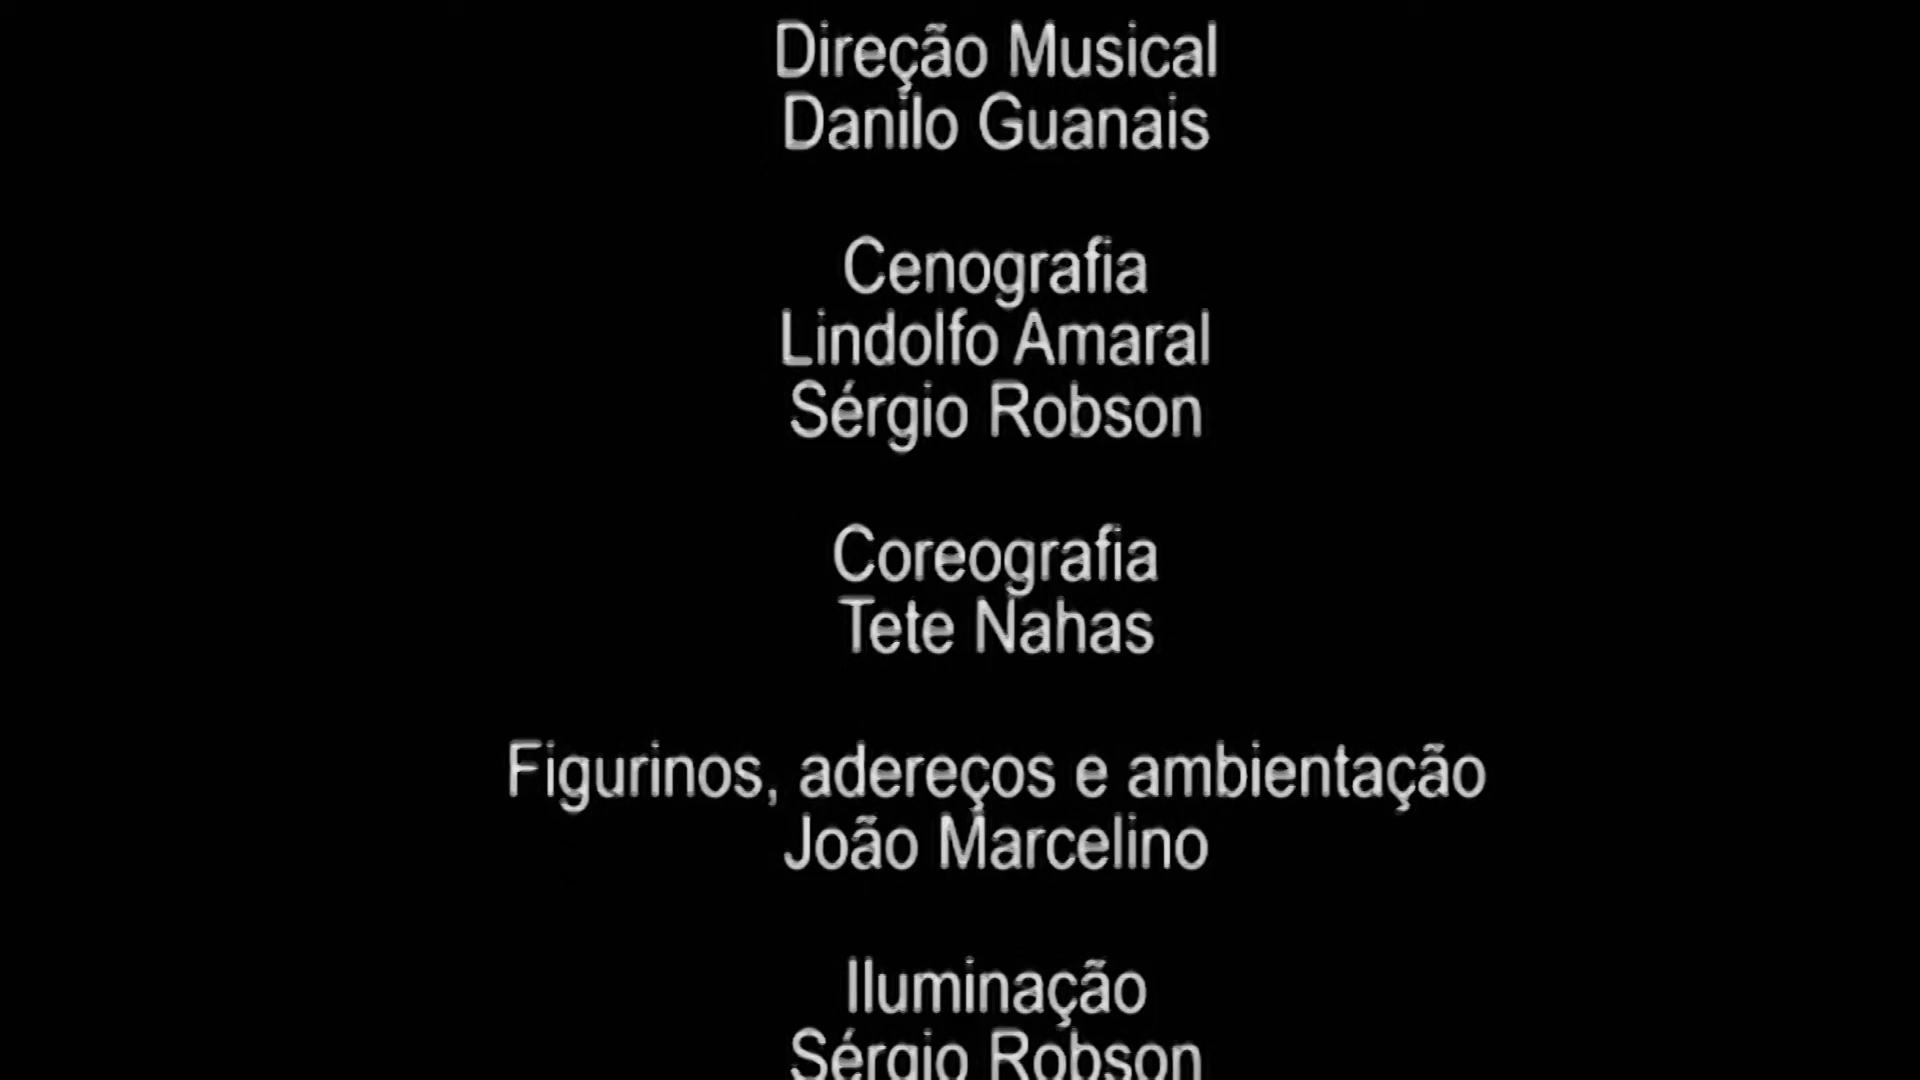 Direção Musical
Danilo Guanais
Cenografia
Lindolfo Amaral
Sérgio Robson
Coreografia
Tete Nahas
Figurinos, adereços e ambientação
João Marcelino
Iluminação
Sérgio Robson